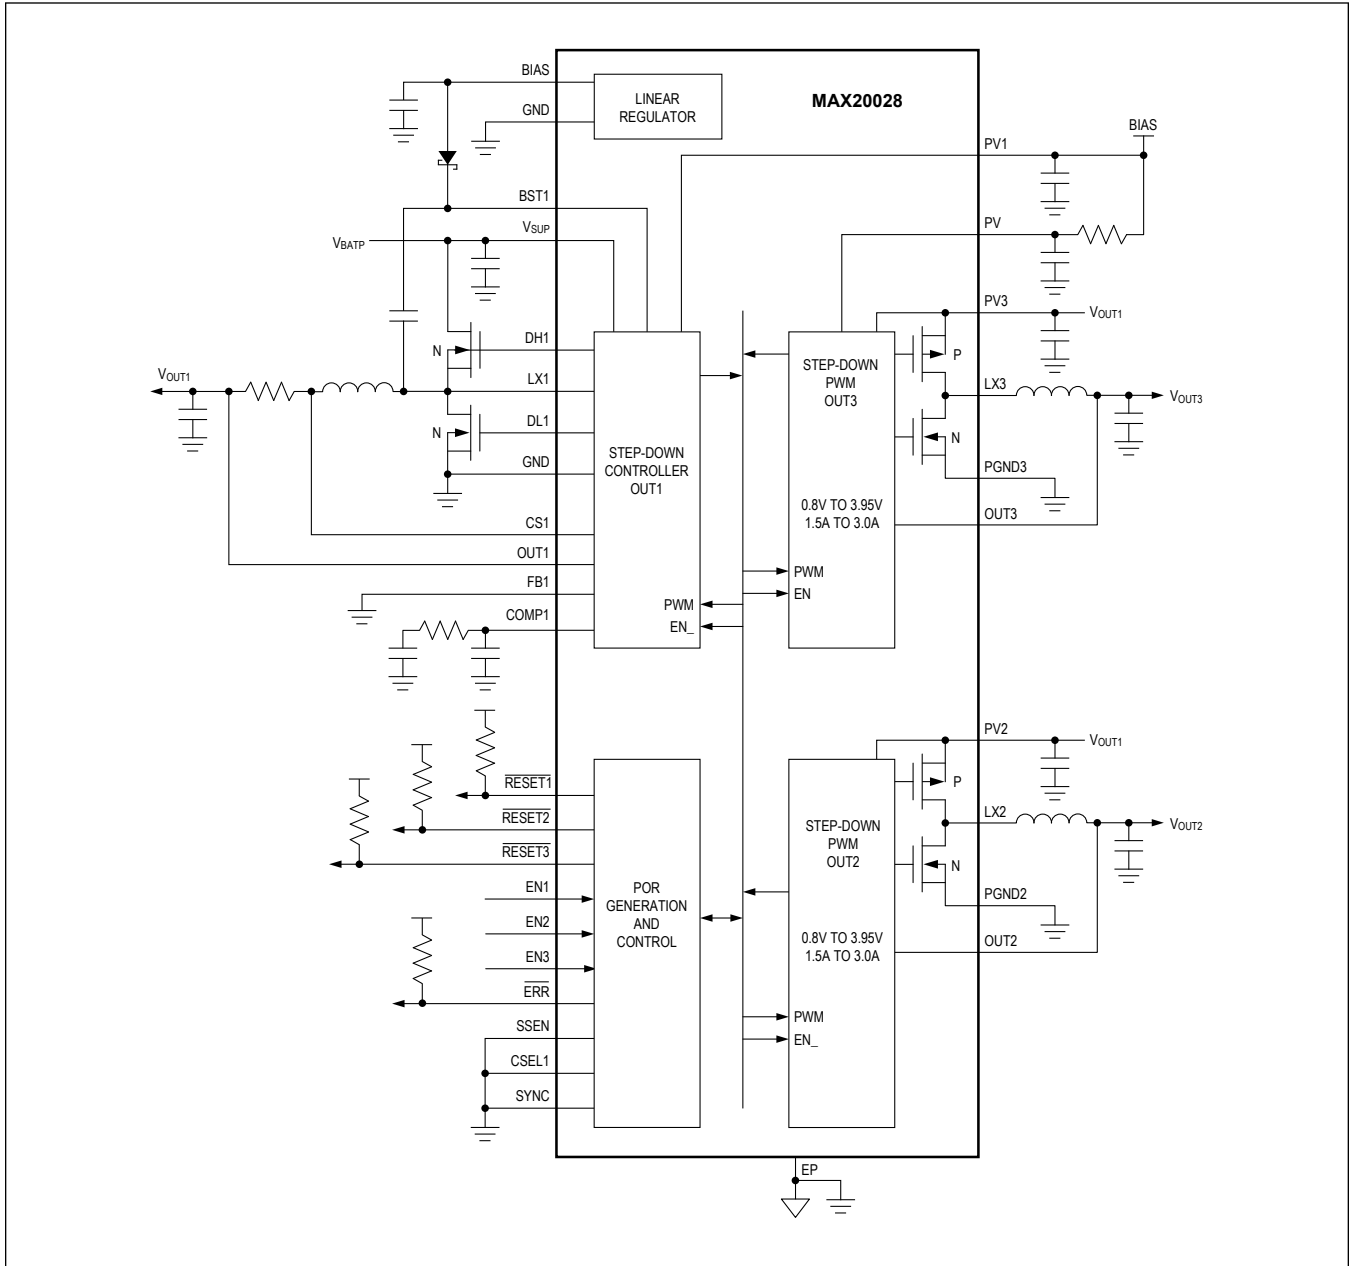 MAX20028
BIAS
GND
LINEAR
REGULATOR
BIAS
PV1
BST1
VSUP
VBATP
PV
PV3
VOUT1
DH1
N
LX1
VOUT1
DL1
N
GND
STEP-DOWN
CONTROLLER
OUT1
CS1
OUT1
FB1
COMP1
PWM
EN_
STEP-DOWN
PWM
OUT3
P
LX3
VOUT3
N
PGND3
0.8V TO 3.95V
1.5A TO 3.0A
OUT3
PWM
EN
RESET1
RESET2
RESET3
EN1
EN2
EN3
ERR
SSEN
CSEL1
SYNC
POR
GENERATION
AND
CONTROL
PV2
VOUT1
P
LX2
VOUT2
STEP-DOWN
PWM
OUT2
N
PGND2
0.8V TO 3.95V
1.5A TO 3.0A
OUT2
PWM
EN_
EP